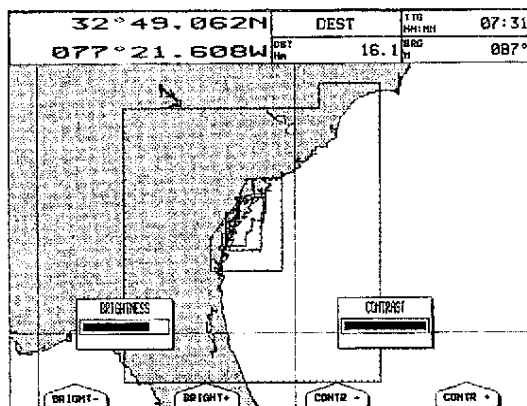 32°49.062N DEST TTG HH:MM 07:31
077°21.608W DST NM 16.1 BRG M 087°
BRIGHTNESS CONTRAST
BRIGHT- BRIGHT+ CONTR - CONTR +